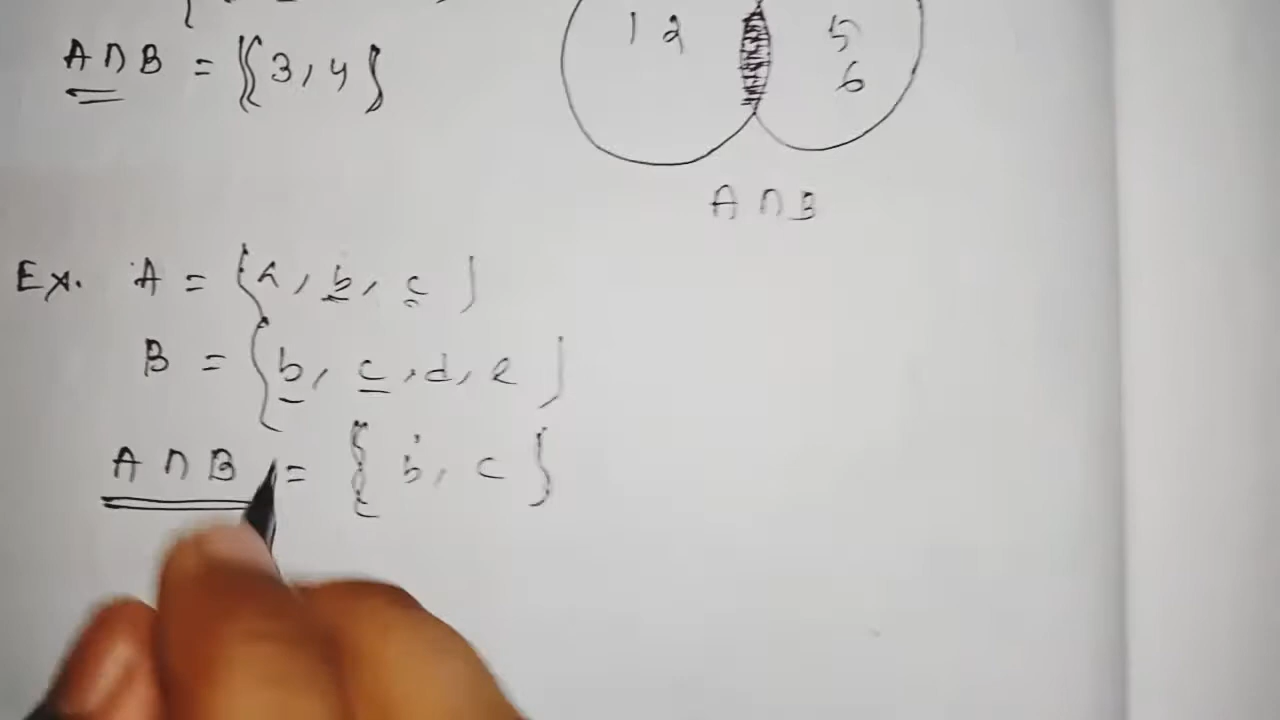 A∩B = {3, 4}
1 2 5
6
A∩B
Ex. A = {a, b, c}
B = {b, c, d, e}
A∩B = {b, c}